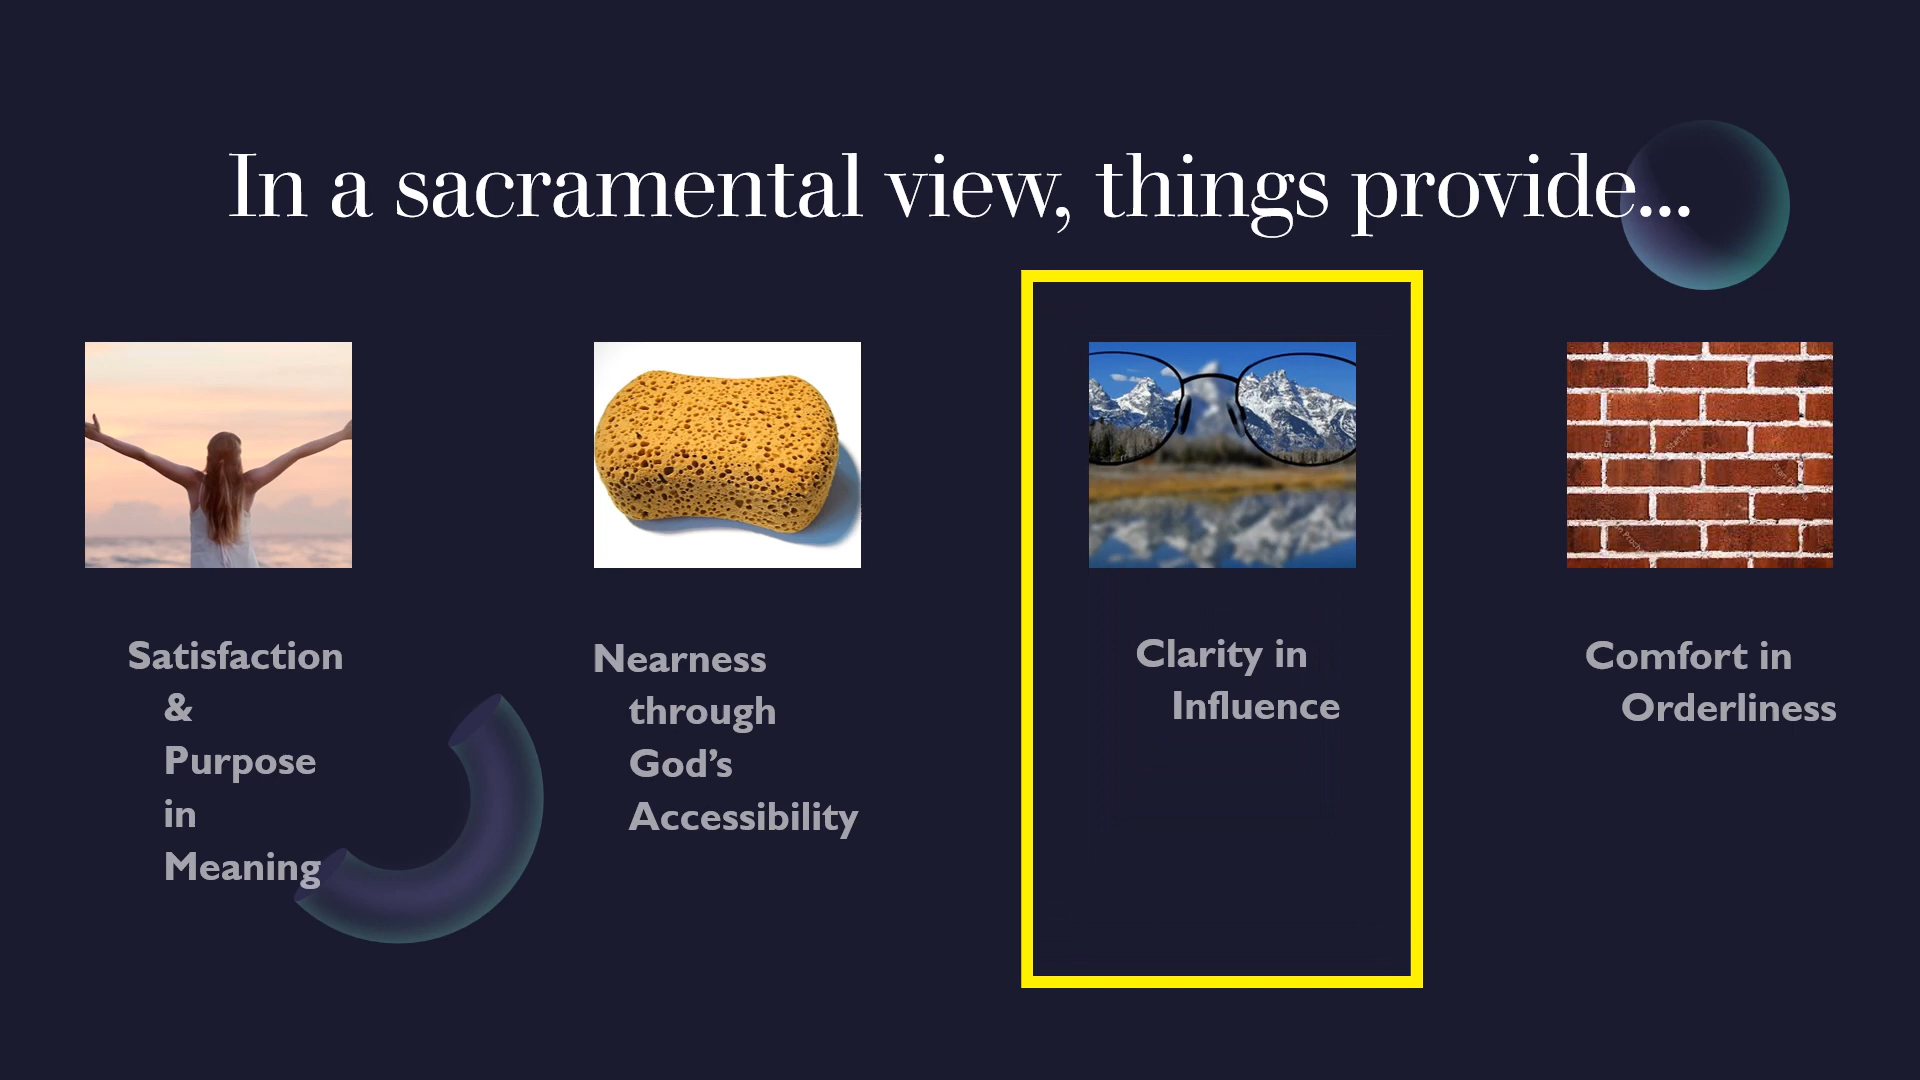 In a sacramental view, things provide...
Satisfaction
&
Purpose
in
Meaning
Nearness
through
God’s
Accessibility
Clarity in
Influence
Comfort in
Orderliness